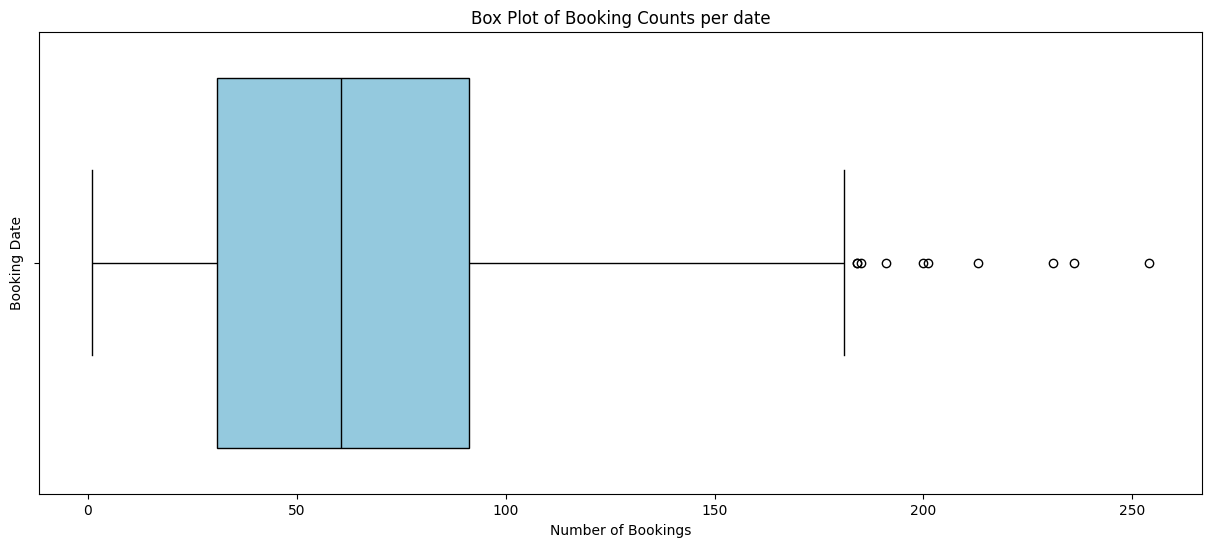 Box Plot of Booking Counts per date
Booking Date
0 50 100 150 200 250
Number of Bookings